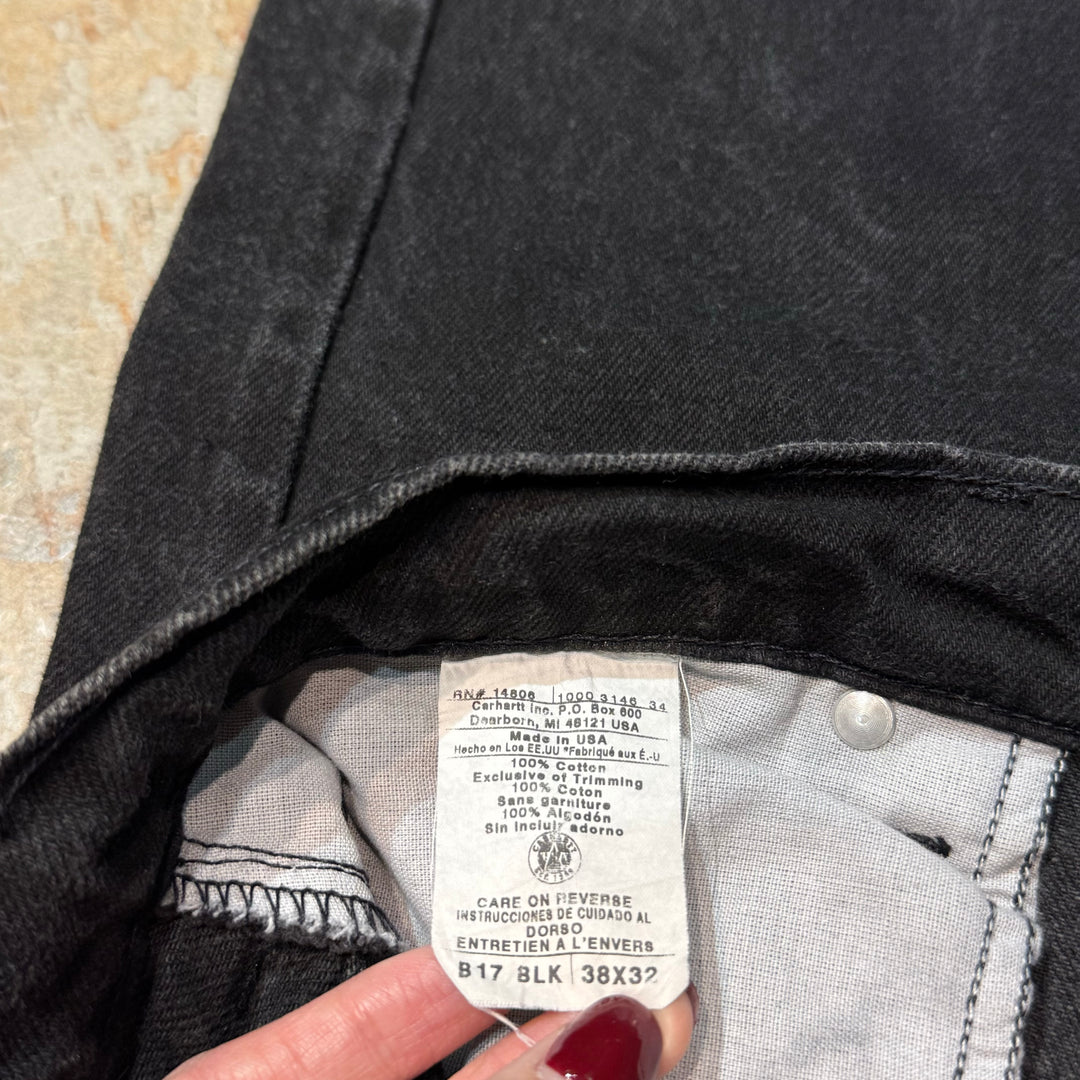 RN# 14806 | 1000 3146 34
Carhartt Inc. P.O. Box 600
Dearborn, MI 48121 USA
Made in USA
Hecho en Los EE.UU *Fabriqué aux É.-U
100% Cotton
Exclusive of Trimming
100% Coton
Sans garniture
100% Algodón
Sin incluir adorno
CARHARTT
CARE ON REVERSE
INSTRUCCIONES DE CUIDADO AL
DORSO
ENTRETIEN A L'ENVERS
B17 BLK | 38X32